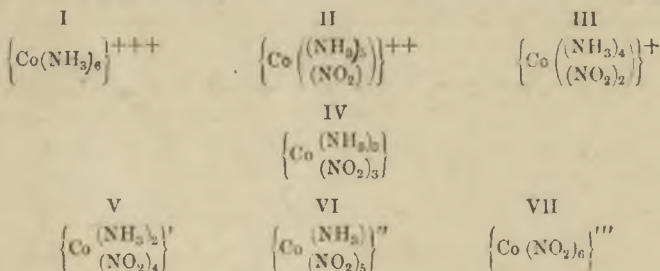 I II III
{Co(NH₃)₆}+++ {Co((NH₃)₅ (NO₂))}++ {Co((NH₃)₄ (NO₂)₂)}+
IV
{Co (NH₃)₃ (NO₂)₃}
V VI VII
{Co (NH₃)₂ (NO₂)₄}′ {Co (NH₃) (NO₂)₅}″ {Co (NO₂)₆}‴